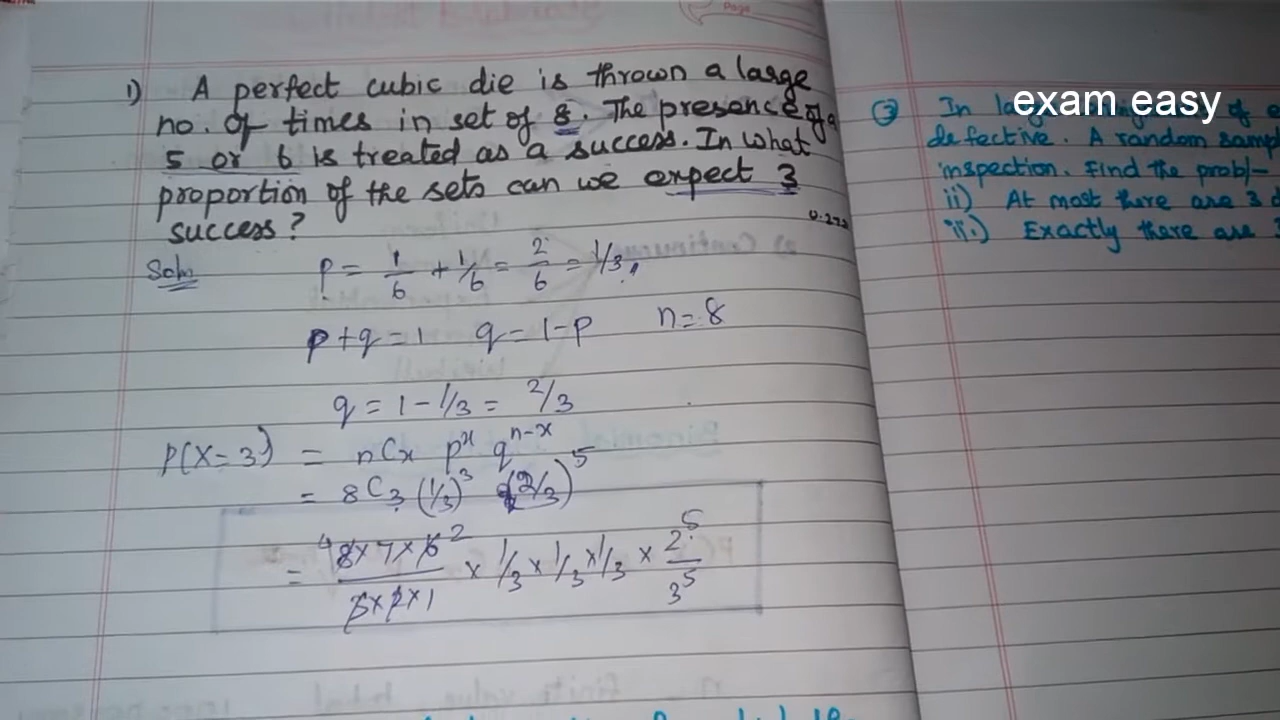 Page
1) A perfect cubic die is thrown a large
no. of times in set of 8. The presence of a
5 or 6 is treated as a success. In what
proportion of the sets can we expect 3
success?
Soln
p = 1/6 + 1/6 = 2/6 = 1/3
p + q = 1 q = 1 - p n = 8
q = 1 - 1/3 = 2/3
P(X=3) = nCx p^x q^{n-x}
= 8C3 (1/3)^3 (2/3)^5
= 8×7×6 / 3×2×1 × 1/3 × 1/3 × 1/3 × 2^5/3^5
4 2
exam easy
③ In
defective. A random samp
inspection. Find the prob/-
ii) At most there are 3
iii.) Exactly there are